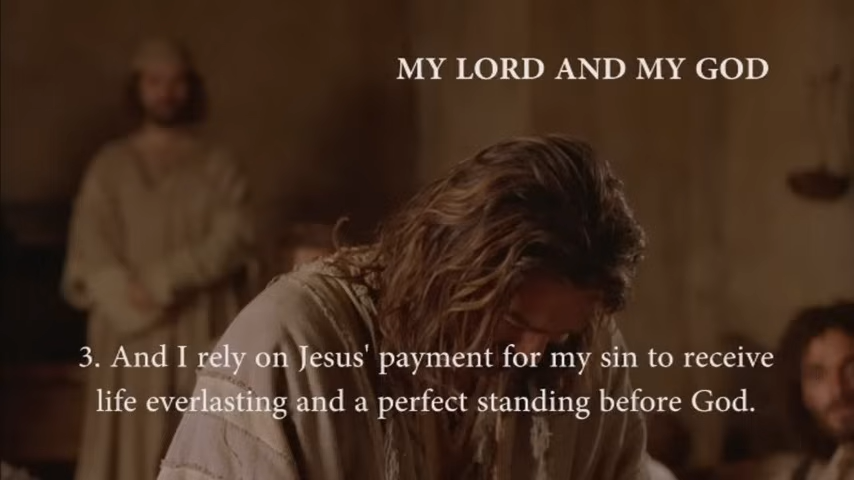 MY LORD AND MY GOD
3. And I rely on Jesus' payment for my sin to receive
life everlasting and a perfect standing before God.